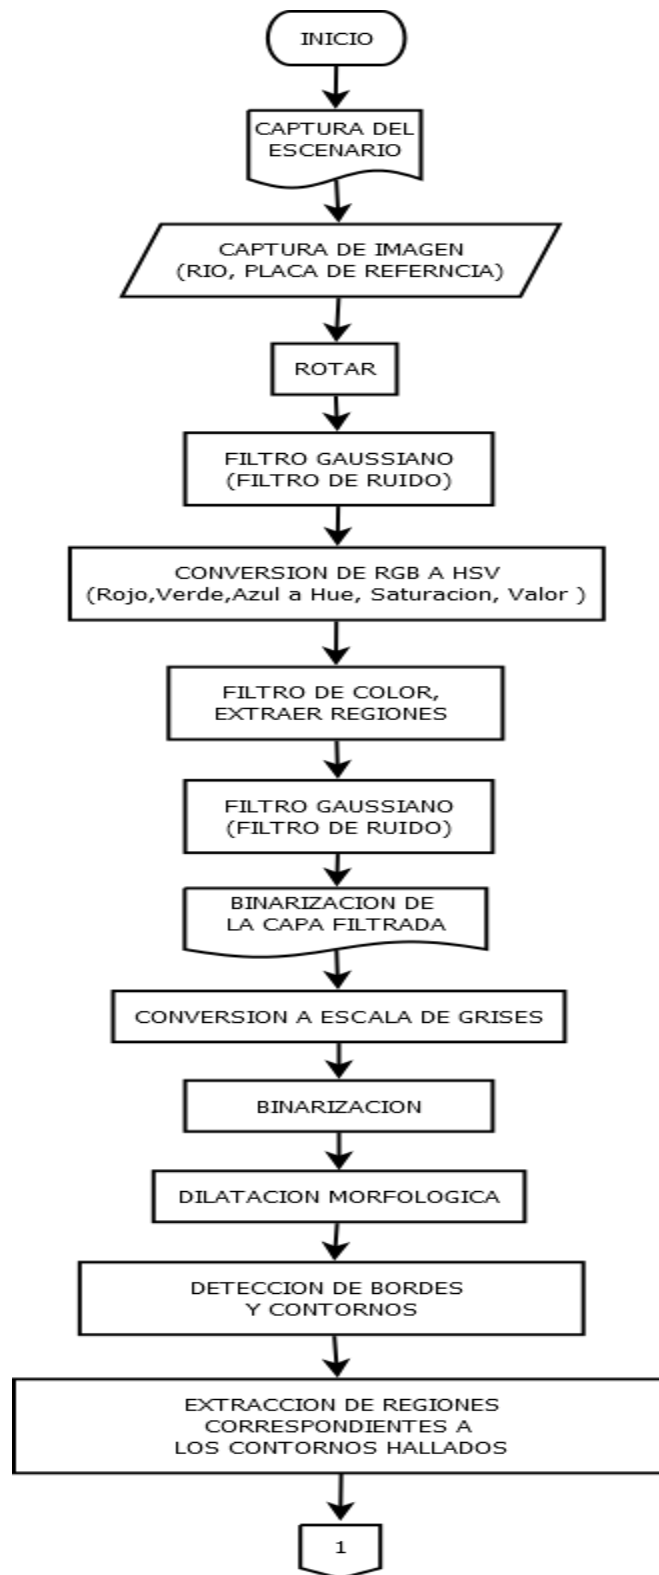 INICIO
CAPTURA DEL
ESCENARIO
CAPTURA DE IMAGEN
(RIO, PLACA DE REFERNCIA)
ROTAR
FILTRO GAUSSIANO
(FILTRO DE RUIDO)
CONVERSION DE RGB A HSV
(Rojo,Verde,Azul a Hue, Saturacion, Valor )
FILTRO DE COLOR,
EXTRAER REGIONES
FILTRO GAUSSIANO
(FILTRO DE RUIDO)
BINARIZACION DE
LA CAPA FILTRADA
CONVERSION A ESCALA DE GRISES
BINARIZACION
DILATACION MORFOLOGICA
DETECCION DE BORDES
Y CONTORNOS
EXTRACCION DE REGIONES
CORRESPONDIENTES A
LOS CONTORNOS HALLADOS
1